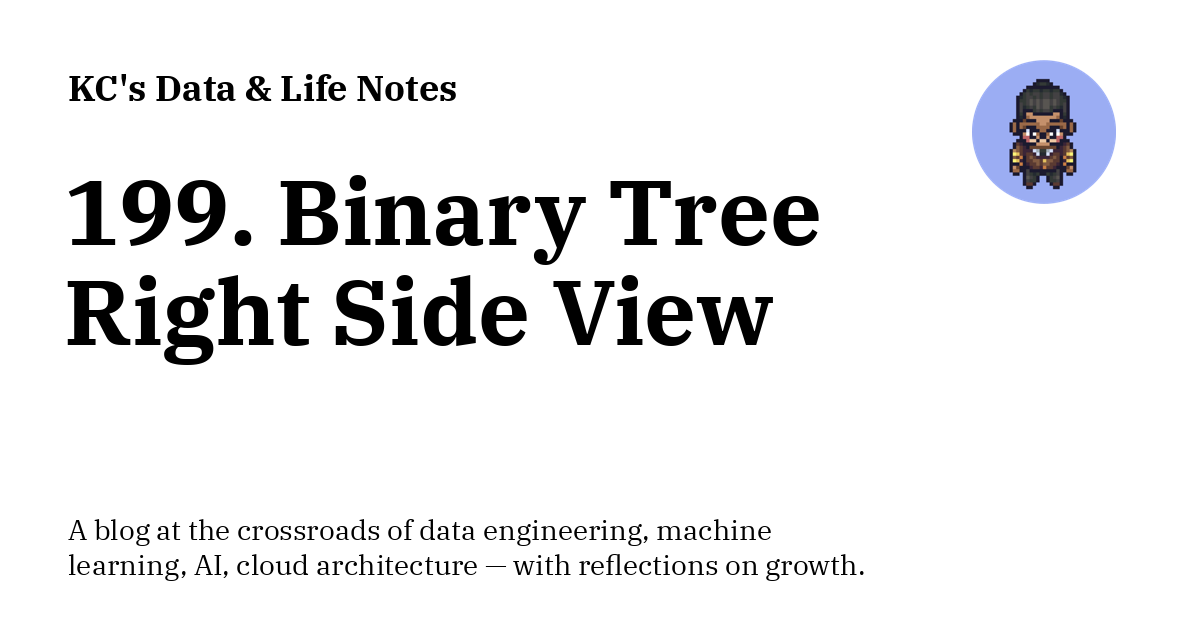 KC's Data & Life Notes
199. Binary Tree
Right Side View
A blog at the crossroads of data engineering, machine
learning, AI, cloud architecture — with reflections on growth.